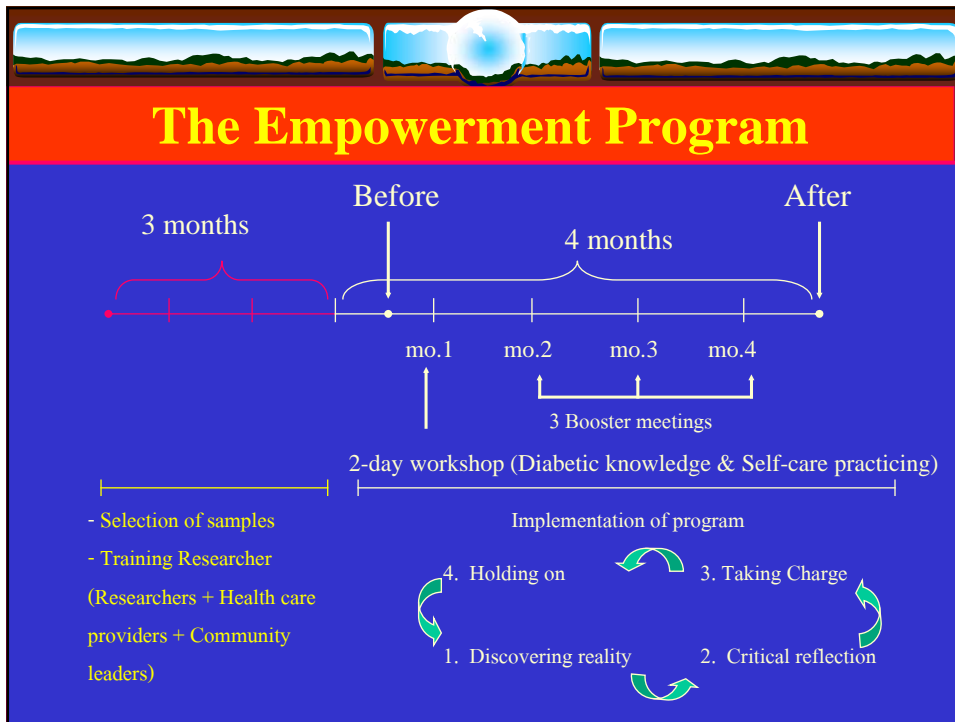 The Empowerment Program
Before
After
3 months
4 months
mo.1
mo.2
mo.3
mo.4
3 Booster meetings
2-day workshop (Diabetic knowledge & Self-care practicing)
- Selection of samples
- Training Researcher
(Researchers + Health care
providers + Community
leaders)
Implementation of program
4. Holding on
3. Taking Charge
1. Discovering reality
2. Critical reflection